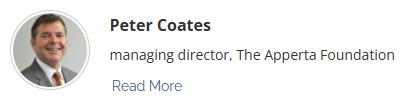 Peter Coates
managing director, The Apperta Foundation
Read More